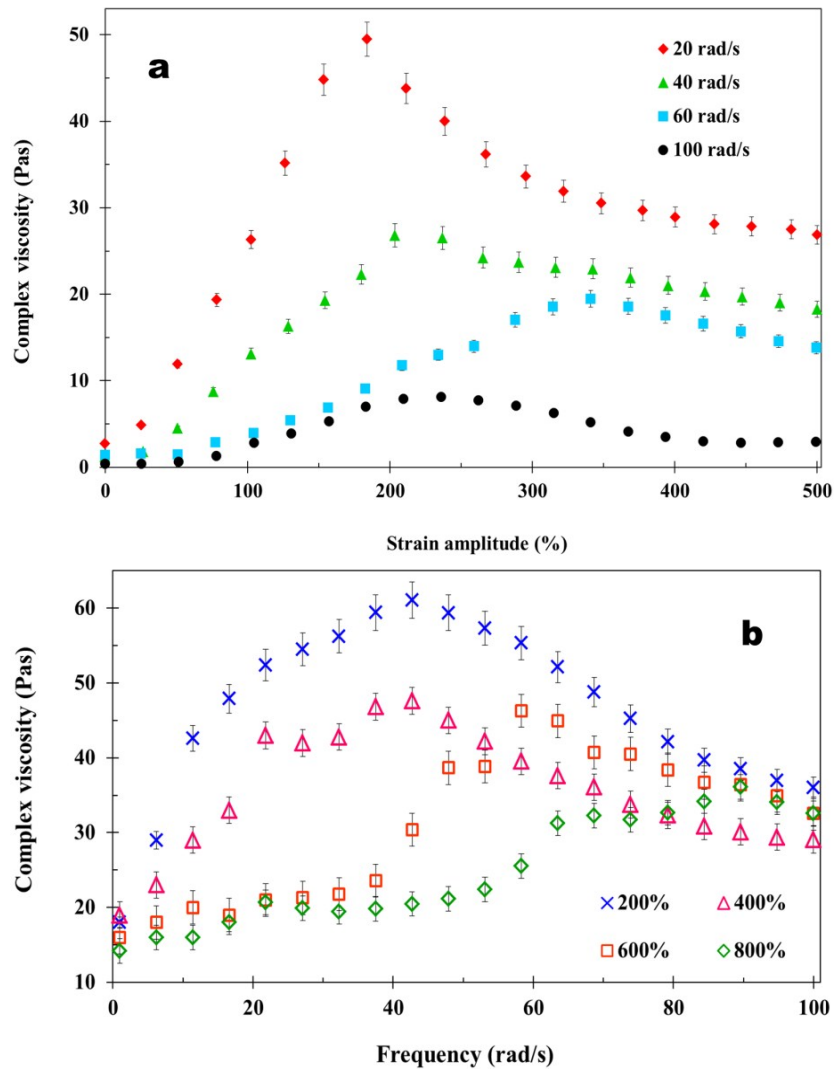 50
a
20 rad/s
40 rad/s
60 rad/s
100 rad/s
40
30
20
10
0
Complex viscosity (Pas)
0 100 200 300 400 500
Strain amplitude (%)
60
b
50
40
30
20
10
Complex viscosity (Pas)
200% 400%
600% 800%
0 20 40 60 80 100
Frequency (rad/s)